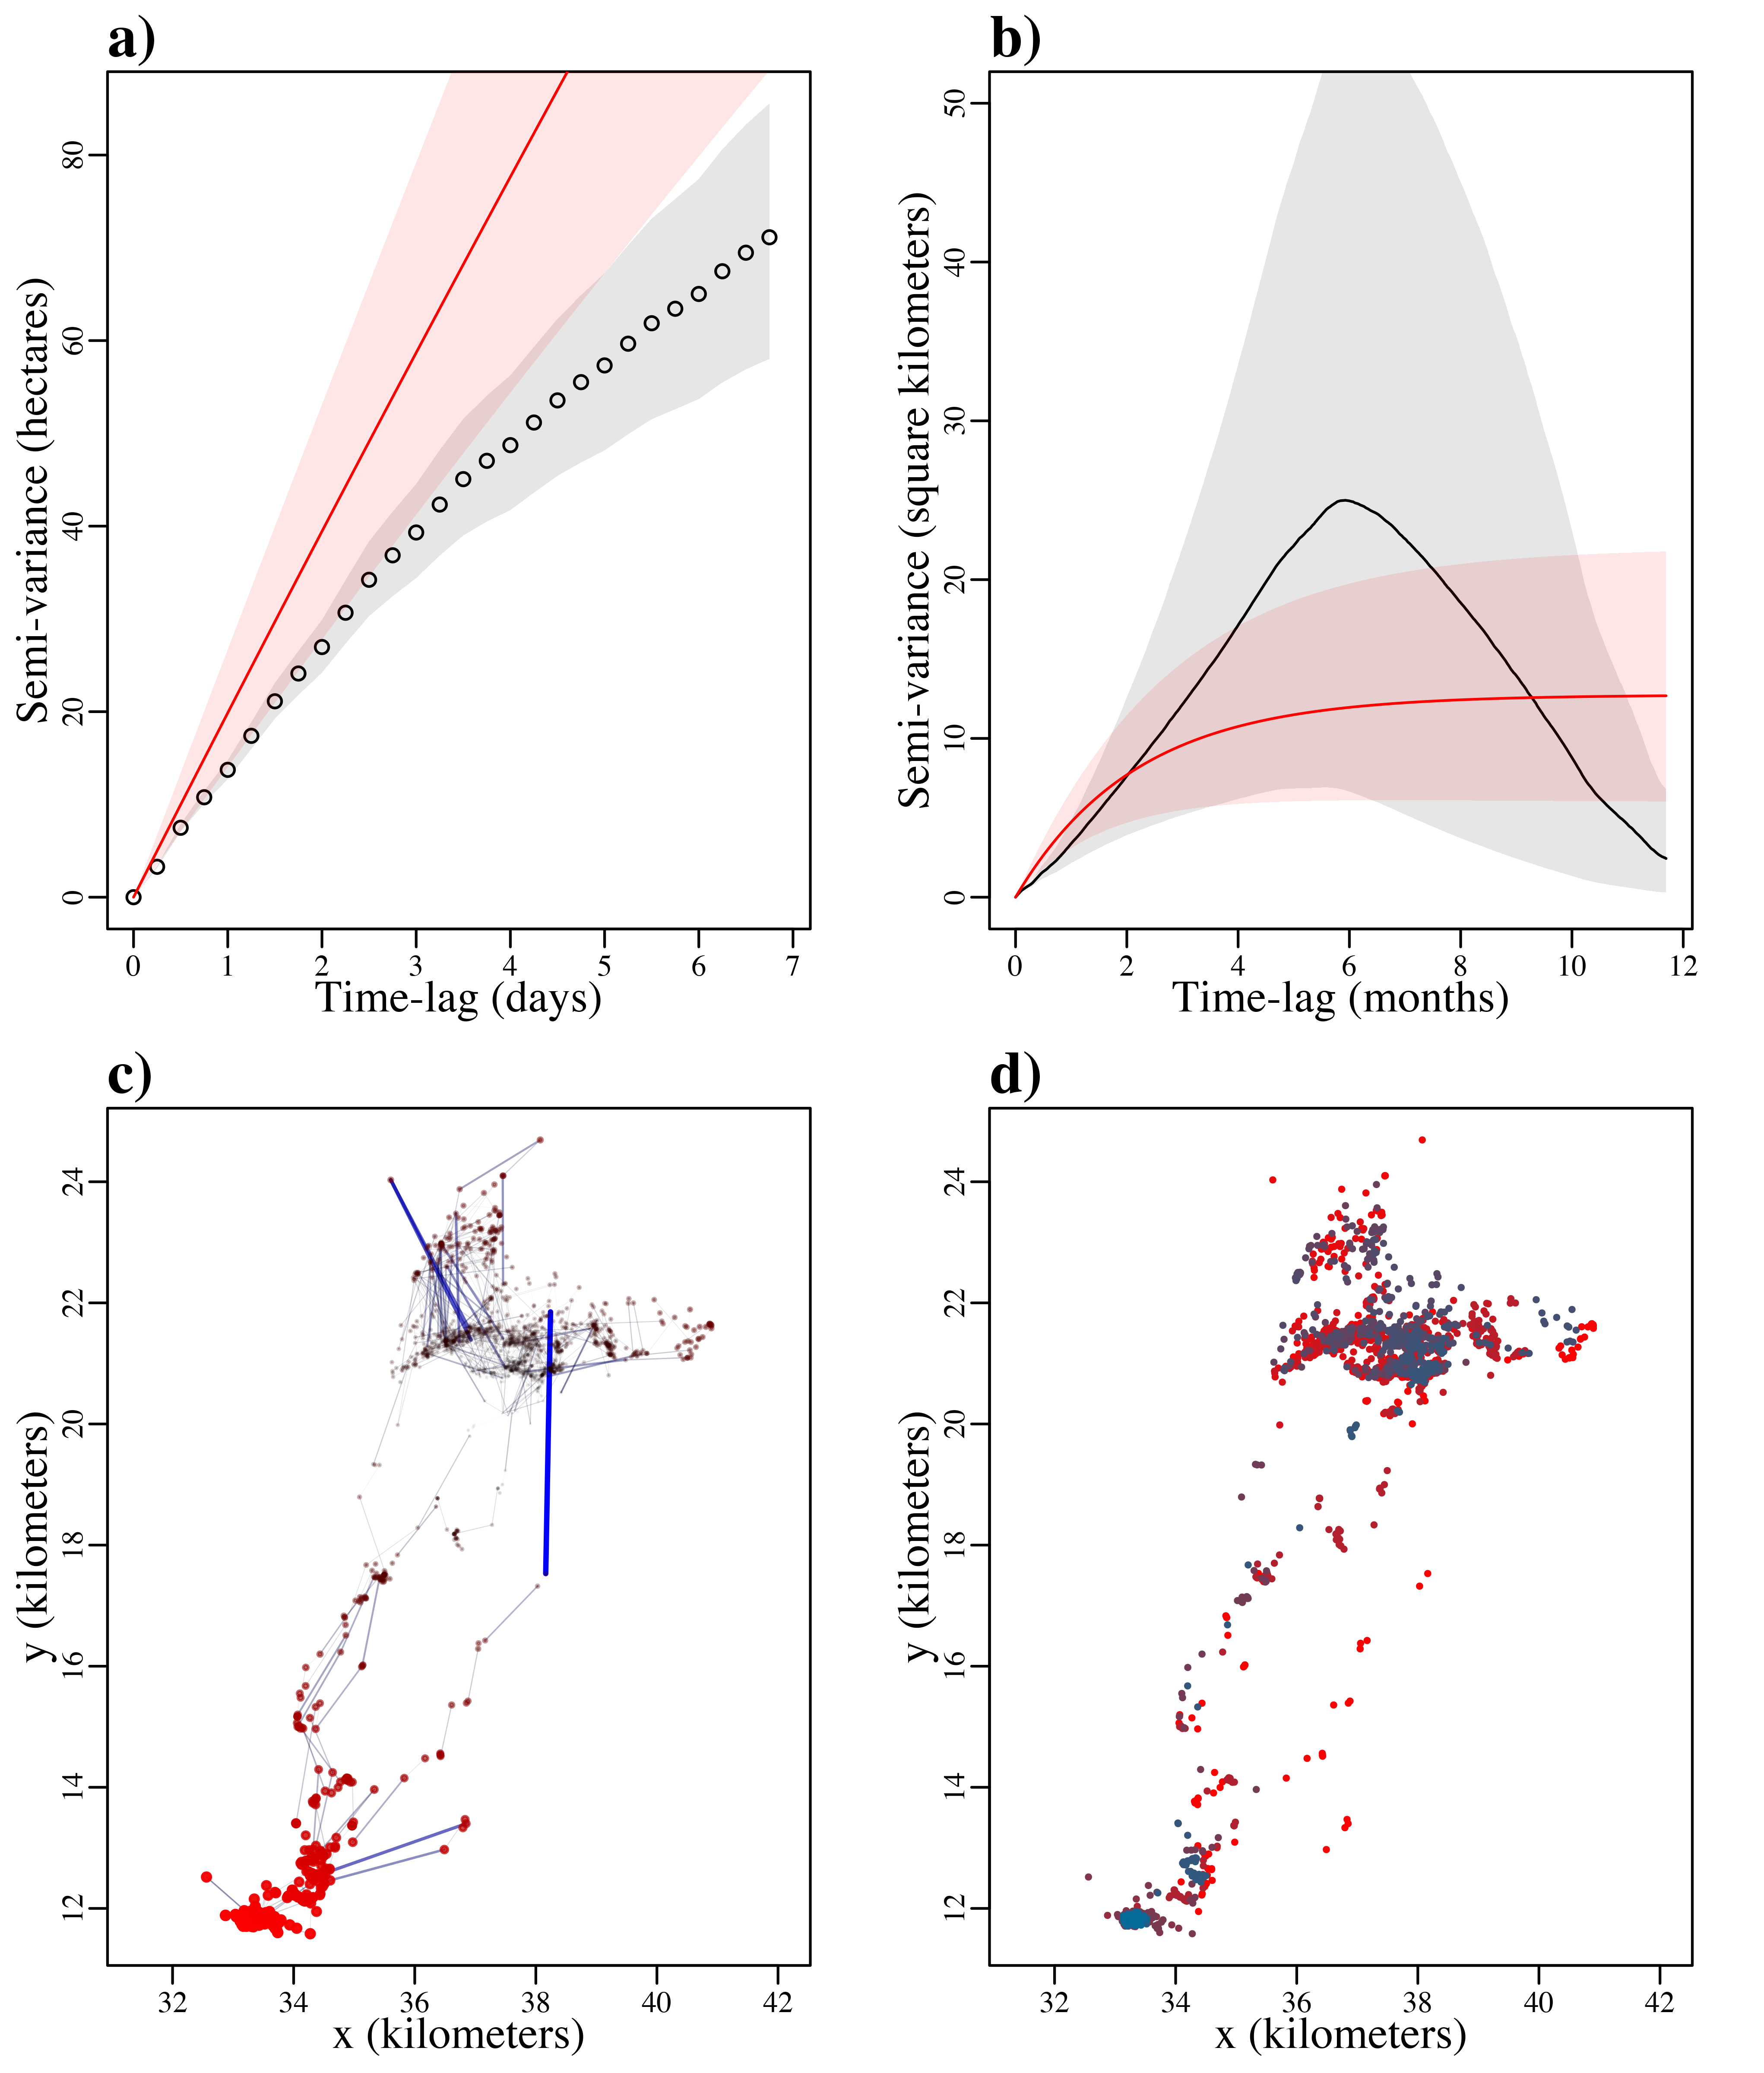 a)
Semi-variance (hectares)
80
60
40
20
0
0 1 2 3 4 5 6 7
Time-lag (days)
b)
Semi-variance (square kilometers)
50
40
30
20
10
0
0 2 4 6 8 10 12
Time-lag (months)
c)
y (kilometers)
24
22
20
18
16
14
12
32 34 36 38 40 42
x (kilometers)
d)
y (kilometers)
24
22
20
18
16
14
12
32 34 36 38 40 42
x (kilometers)